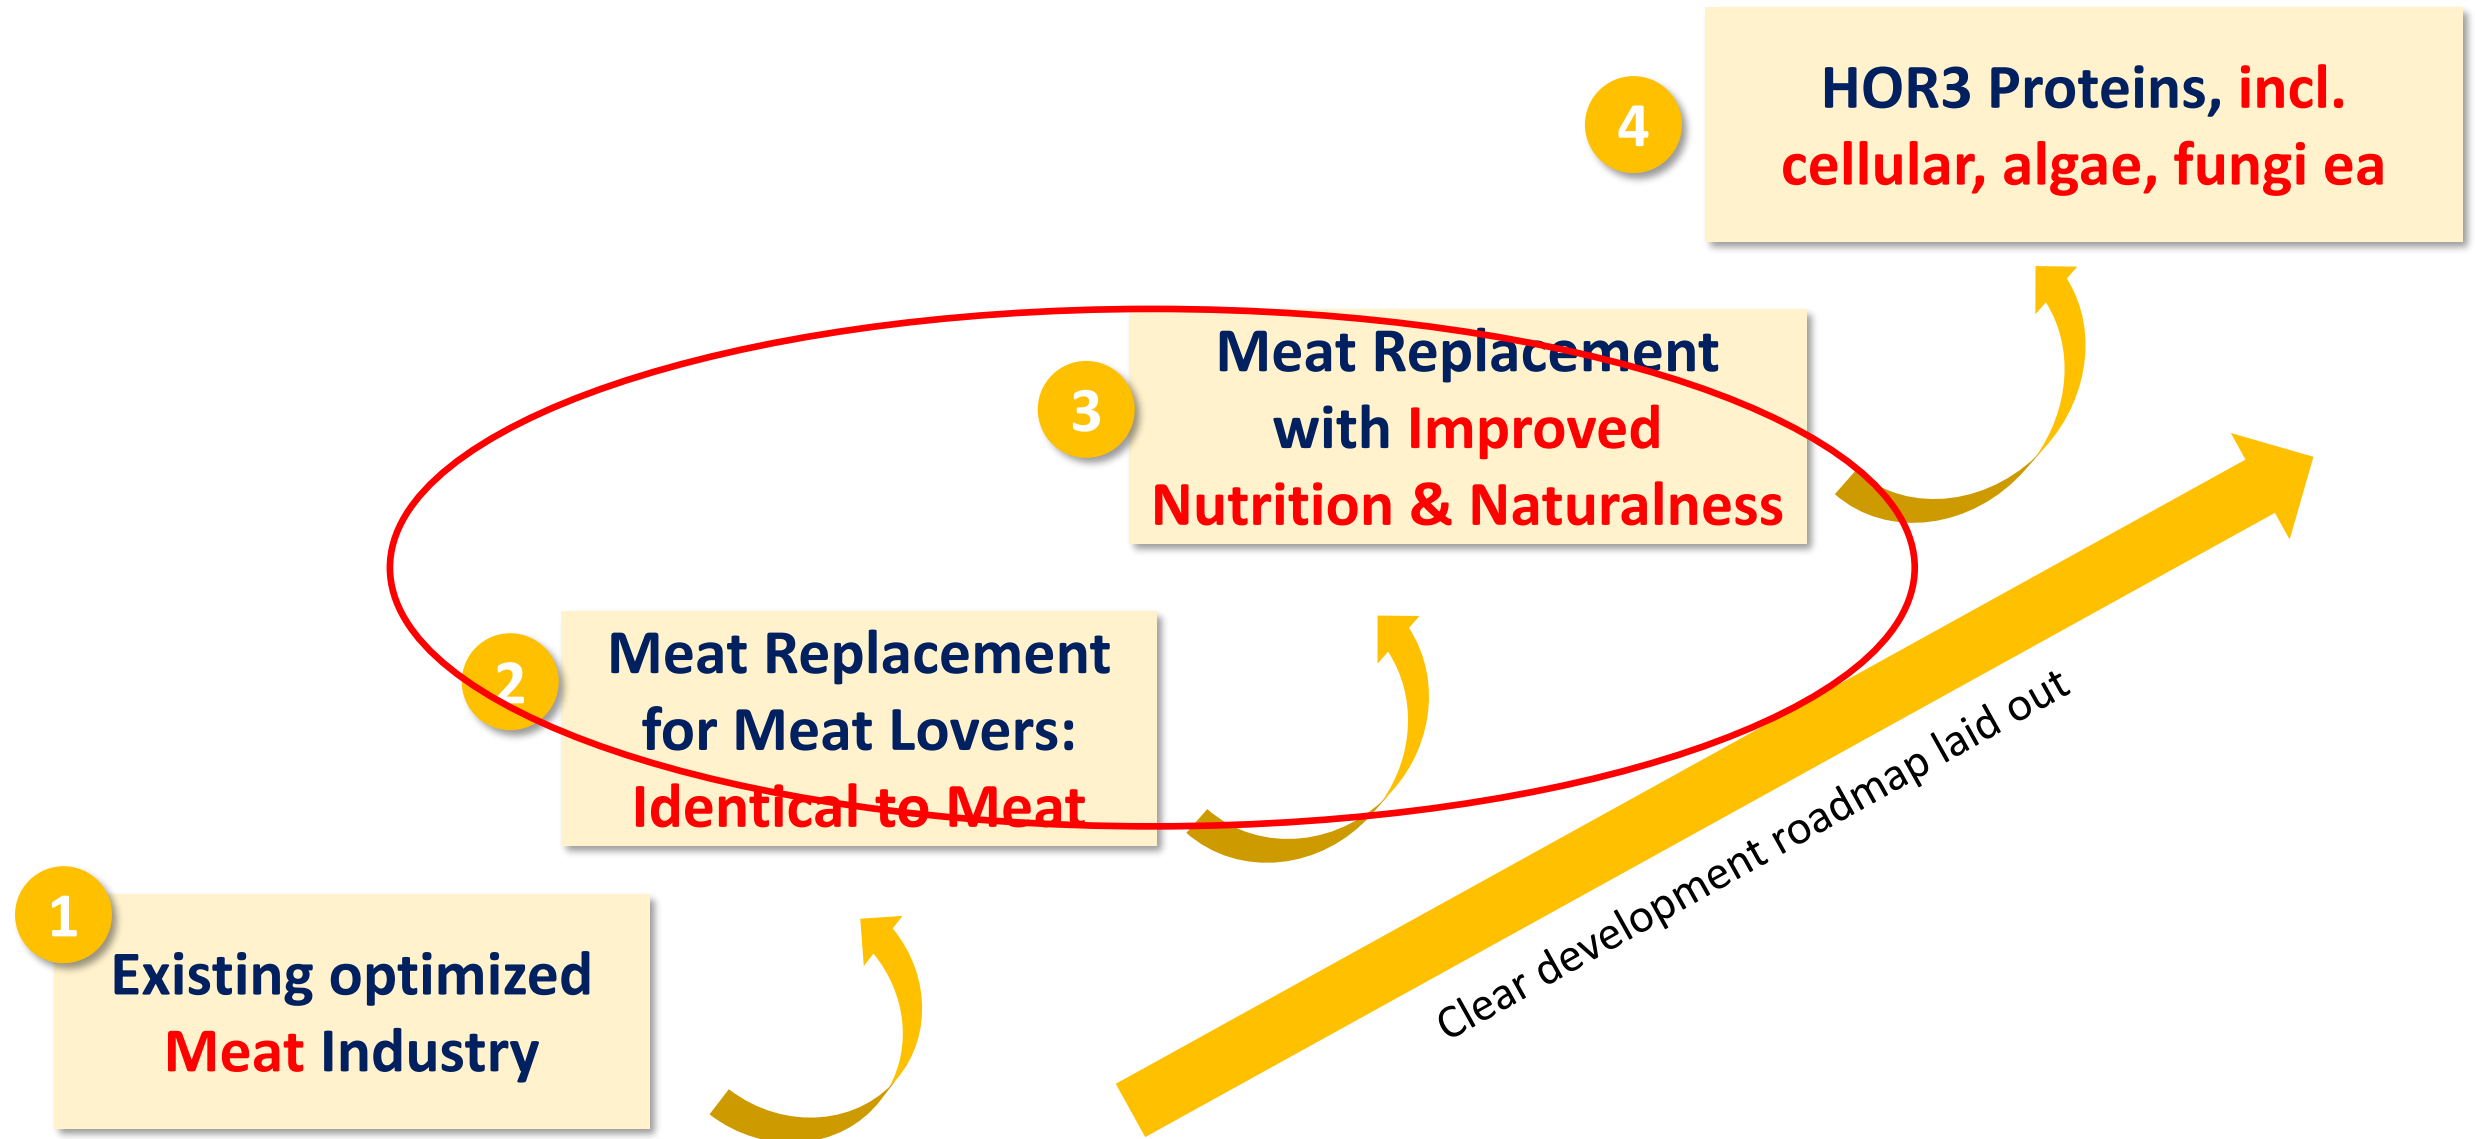 1
Existing optimized
Meat Industry
2
Meat Replacement
for Meat Lovers:
Identical to Meat
3
Meat Replacement
with Improved
Nutrition & Naturalness
4
HOR3 Proteins, incl.
cellular, algae, fungi ea
Clear development roadmap laid out